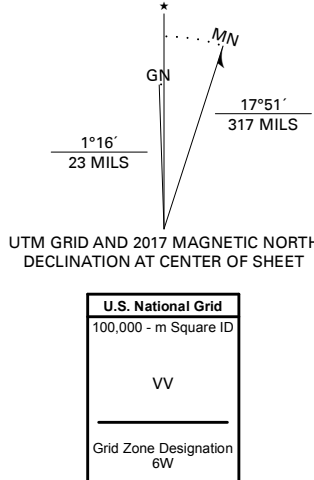 ★
MN
GN
1°16´
23 MILS
17°51´
317 MILS
UTM GRID AND 2017 MAGNETIC NORTH
DECLINATION AT CENTER OF SHEET
U.S. National Grid
100,000 - m Square ID
VV
Grid Zone Designation
6W